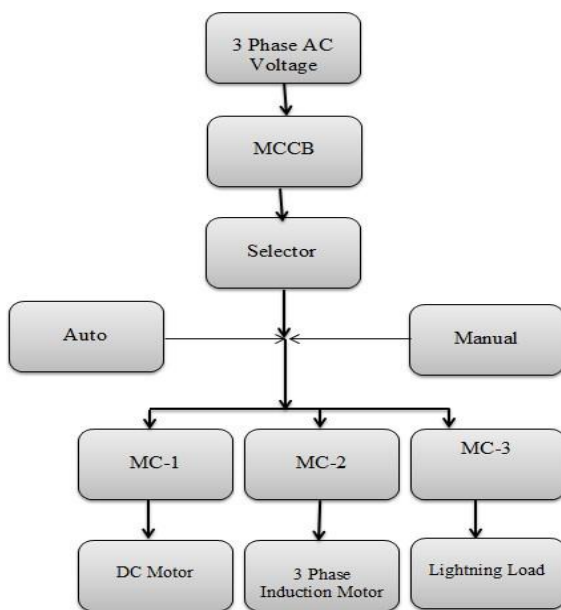 3 Phase AC
Voltage
MCCB
Selector
Auto
Manual
MC-1
MC-2
MC-3
DC Motor
3 Phase
Induction Motor
Lightning Load